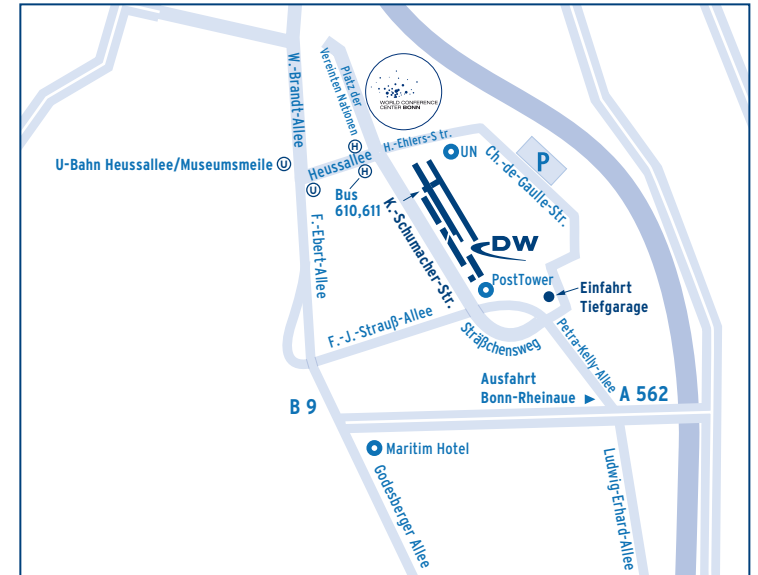 W.-Brandt-Allee
Platz der
Vereinten Nationen
WORLD CONFERENCE
CENTER BONN
H
H.-Ehlers-S tr.
UN
P
Ch.-de-Gaulle-Str.
U-Bahn Heussallee/Museumsmeile U
Heussallee
H
U
Bus
610,611
F.-Ebert-Allee
K.-Schumacher-Str.
DW
PostTower
Einfahrt
Tiefgarage
F.-J.-Strauß-Allee
Sträßchensweg
Petra-Kelly-Allee
Ausfahrt
Bonn-Rheinaue
A 562
B 9
Maritim Hotel
Godesberger Allee
Ludwig-Erhard-Allee